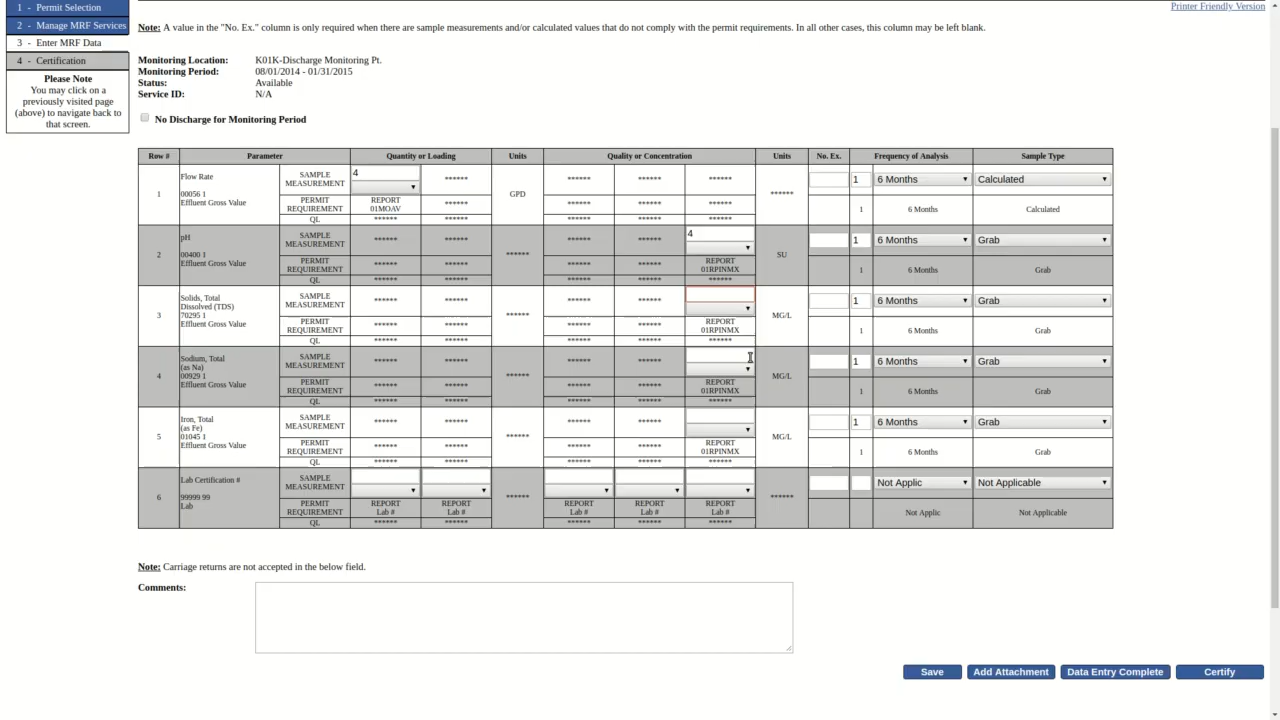 1 - Permit Selection
2 - Manage MRF Services
3 - Enter MRF Data
4 - Certification
Please Note
You may click on a
previously visited page
(above) to navigate back to
that screen.
Printer Friendly Version
Note: A value in the "No. Ex." column is only required when there are sample measurements and/or calculated values that do not comply with the permit requirements. In all other cases, this column may be left blank.
Monitoring Location: K01K-Discharge Monitoring Pt.
Monitoring Period: 08/01/2014 - 01/31/2015
Status: Available
Service ID: N/A
No Discharge for Monitoring Period
Row # Parameter Quantity or Loading Units Quality or Concentration Units No. Ex. Frequency of Analysis Sample Type
1 Flow Rate
00056 1
Effluent Gross Value
SAMPLE
MEASUREMENT 4 ****** GPD ****** ****** ****** ****** 1 6 Months Calculated
PERMIT
REQUIREMENT REPORT
01MOAV ****** ****** ****** ****** 1 6 Months Calculated
QL ****** ****** ****** ****** ******
2 pH
00400 1
Effluent Gross Value
SAMPLE
MEASUREMENT ****** ****** ****** ****** ****** 4 SU 1 6 Months Grab
PERMIT
REQUIREMENT ****** ****** ****** ****** REPORT
01RPINMX 1 6 Months Grab
QL ****** ****** ****** ****** ******
3 Solids, Total
Dissolved (TDS)
70295 1
Effluent Gross Value
SAMPLE
MEASUREMENT ****** ****** ****** ****** ****** MG/L 1 6 Months Grab
PERMIT
REQUIREMENT ****** ****** ****** ****** REPORT
01RPINMX 1 6 Months Grab
QL ****** ****** ****** ****** ******
4 Sodium, Total
(as Na)
00929 1
Effluent Gross Value
SAMPLE
MEASUREMENT ****** ****** ****** ****** ****** MG/L 1 6 Months Grab
PERMIT
REQUIREMENT ****** ****** ****** ****** REPORT
01RPINMX 1 6 Months Grab
QL ****** ****** ****** ****** ******
5 Iron, Total
(as Fe)
01045 1
Effluent Gross Value
SAMPLE
MEASUREMENT ****** ****** ****** ****** ****** MG/L 1 6 Months Grab
PERMIT
REQUIREMENT ****** ****** ****** ****** REPORT
01RPINMX 1 6 Months Grab
QL ****** ****** ****** ****** ******
6 Lab Certification #
99999 99
Lab
SAMPLE
MEASUREMENT ****** ****** Not Applic Not Applicable
PERMIT
REQUIREMENT REPORT
Lab # REPORT
Lab # REPORT
Lab # REPORT
Lab # REPORT
Lab # Not Applic Not Applicable
QL ****** ****** ****** ****** ******
Note: Carriage returns are not accepted in the below field.
Comments:
Save Add Attachment Data Entry Complete Certify